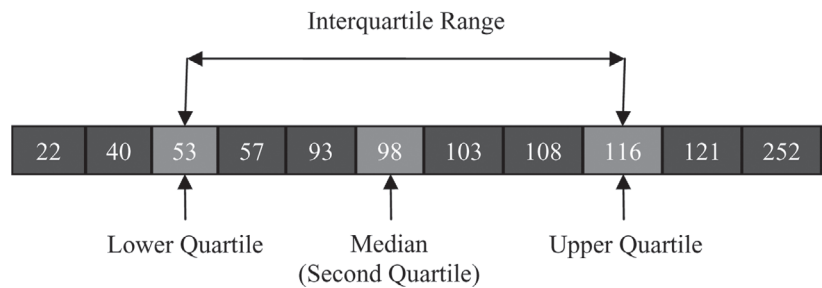 Interquartile Range
22 40 53 57 93 98 103 108 116 121 252
Lower Quartile Median Upper Quartile
(Second Quartile)